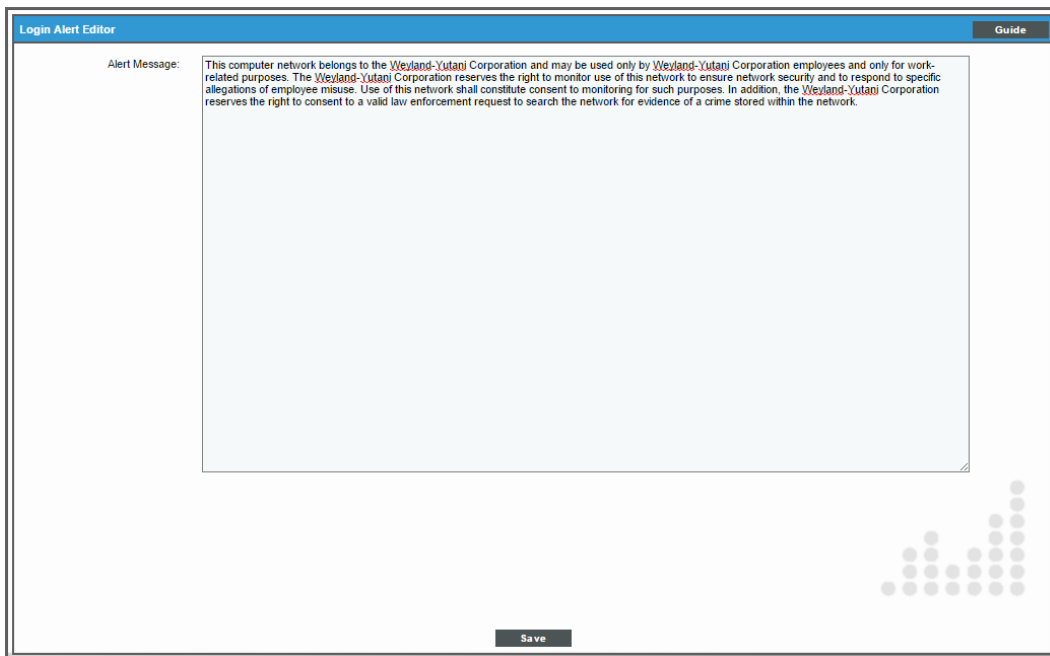 Login Alert Editor
Guide
Alert Message:
This computer network belongs to the Weyland-Yutani Corporation and may be used only by Weyland-Yutani Corporation employees and only for work-
related purposes. The Weyland-Yutani Corporation reserves the right to monitor use of this network to ensure network security and to respond to specific
allegations of employee misuse. Use of this network shall constitute consent to monitoring for such purposes. In addition, the Weyland-Yutani Corporation
reserves the right to consent to a valid law enforcement request to search the network for evidence of a crime stored within the network.
Save